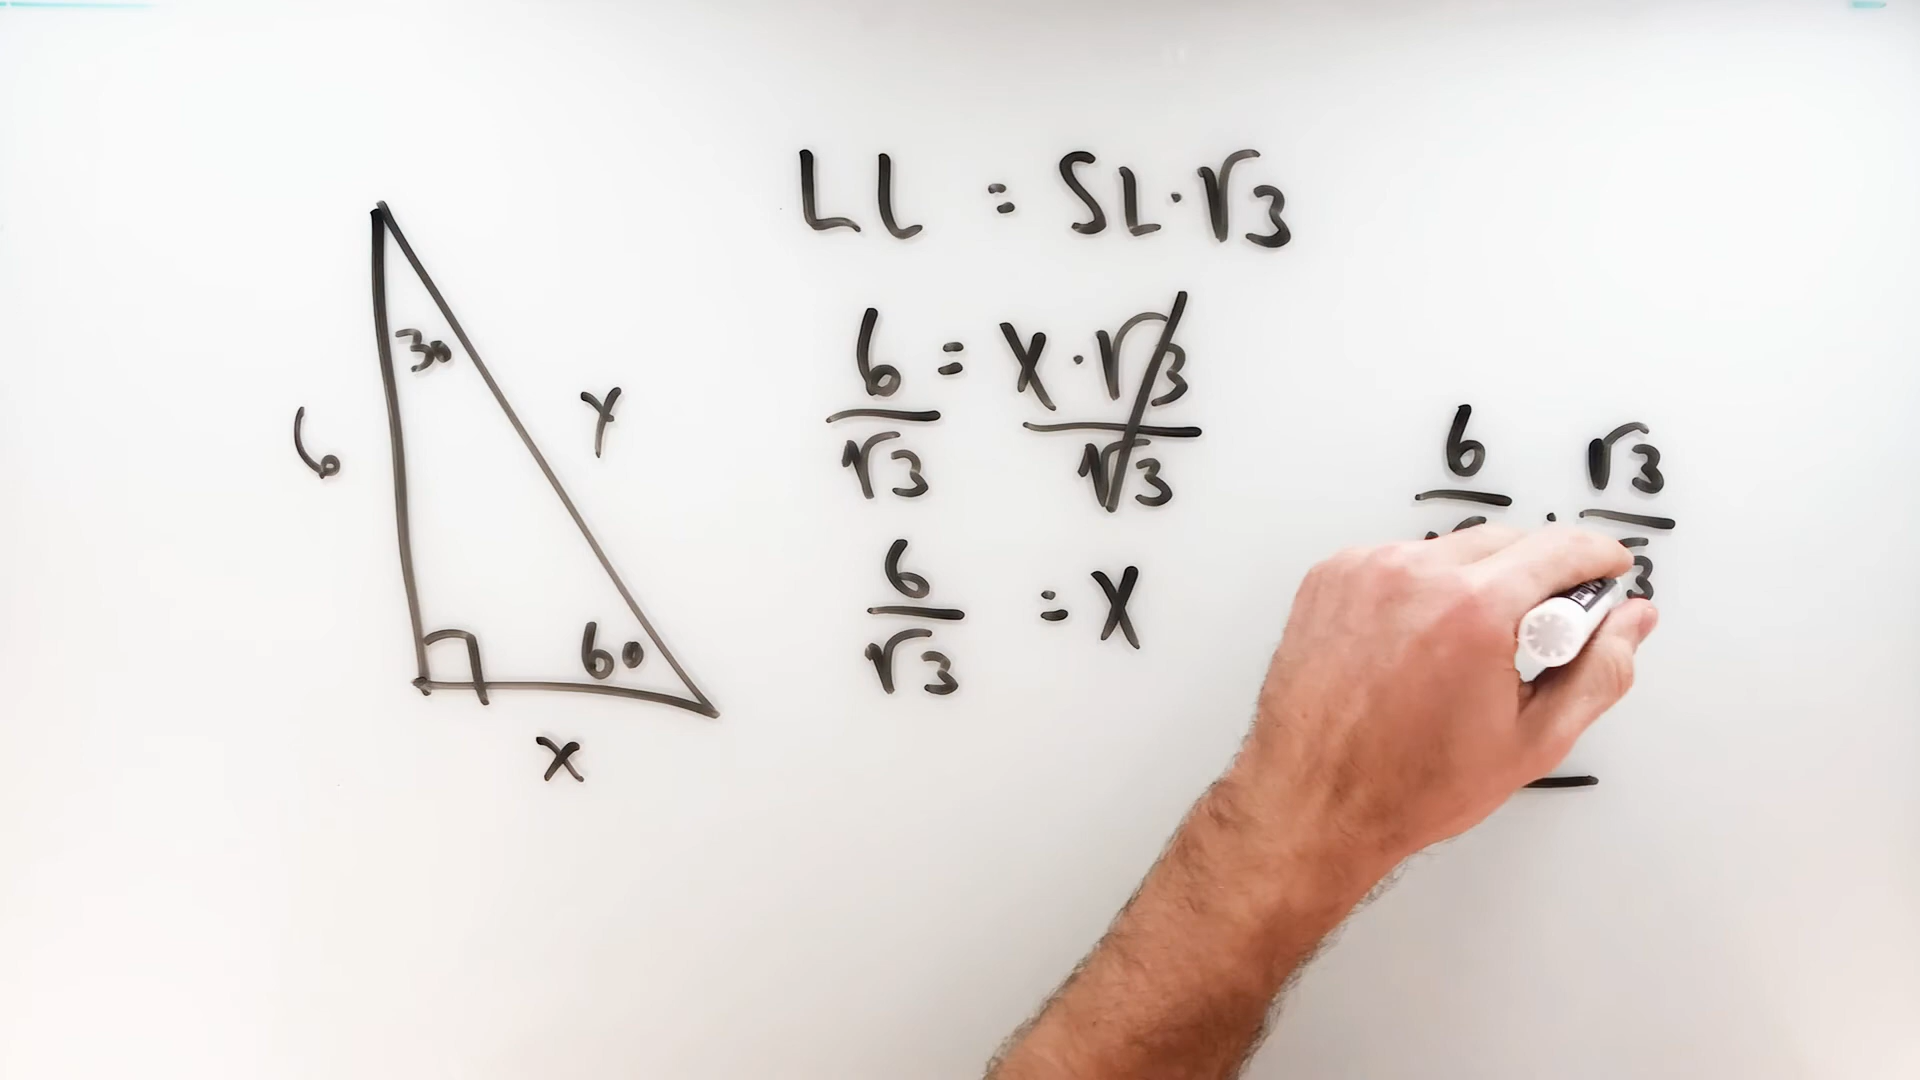 LL = SL·√3
30
6
Y
60
X
6 = X·√3
√3 √3
6 = X
√3
6 · √3
3